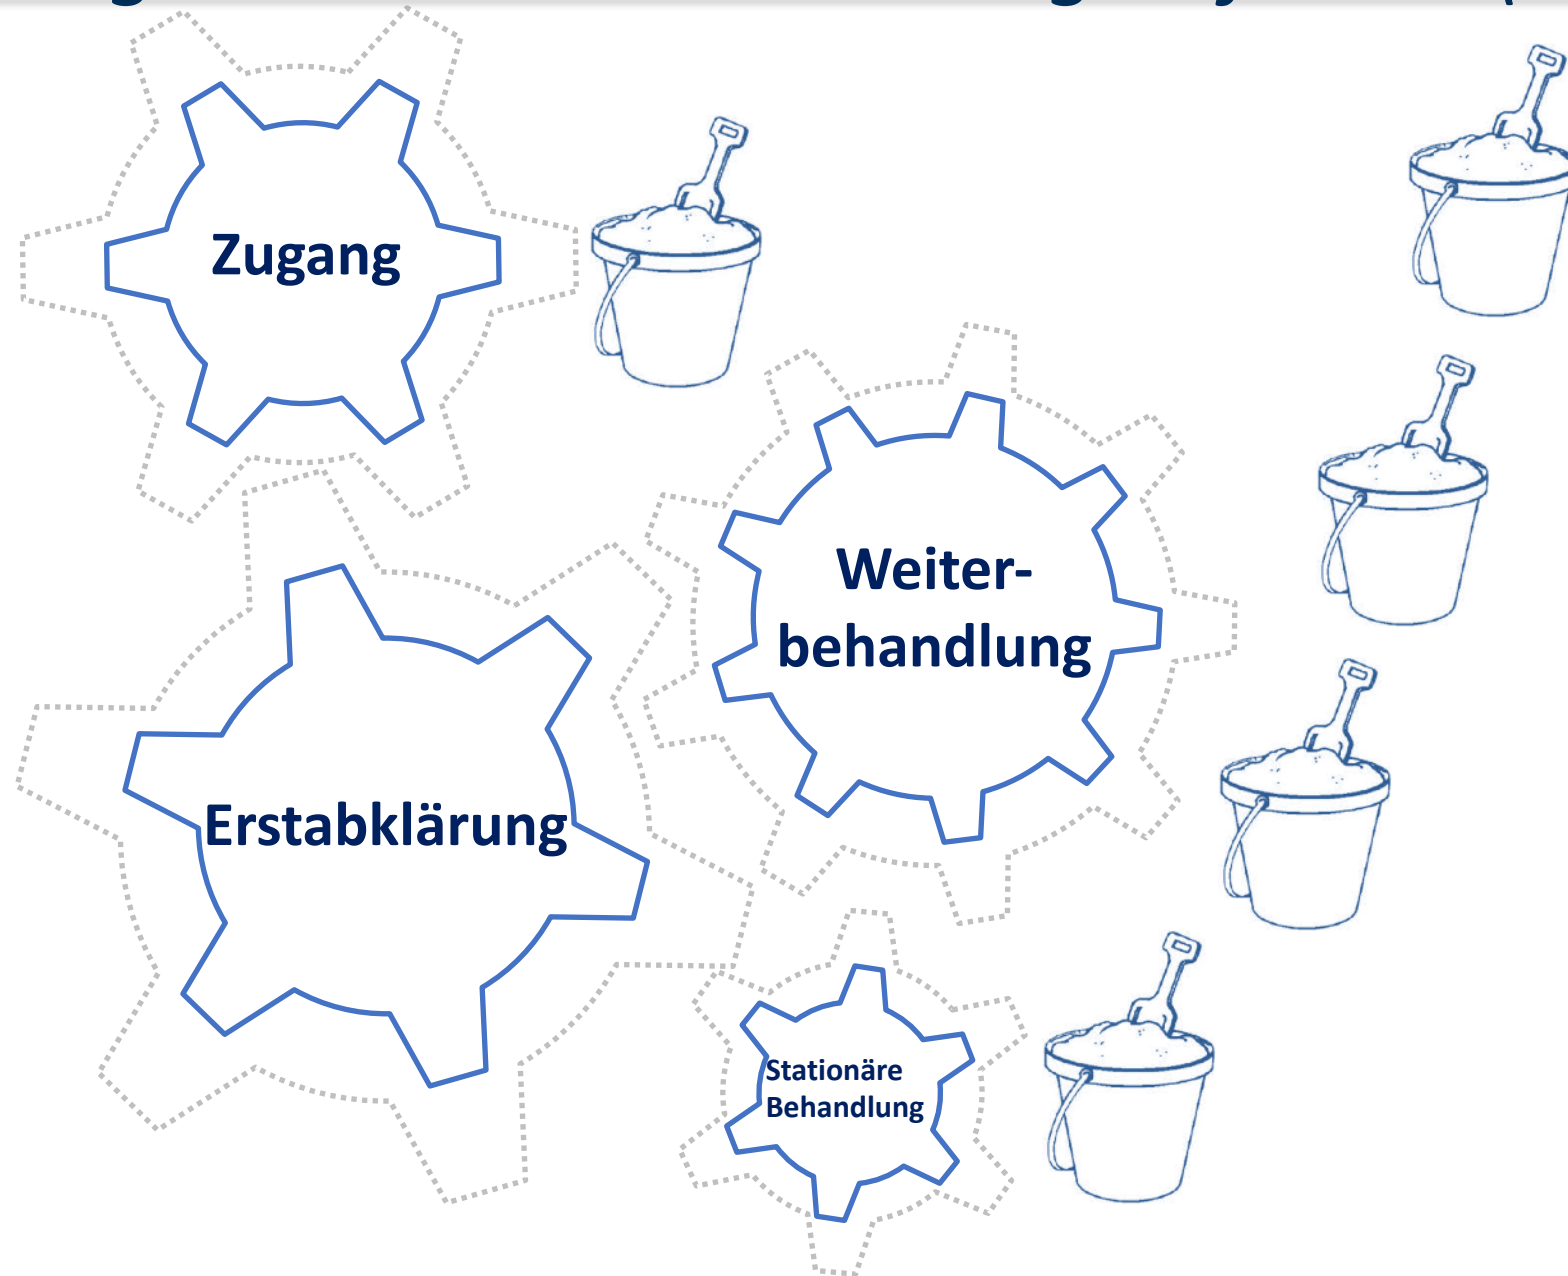 Zugang
Weiter-
behandlung
Erstabklärung
Stationäre
Behandlung